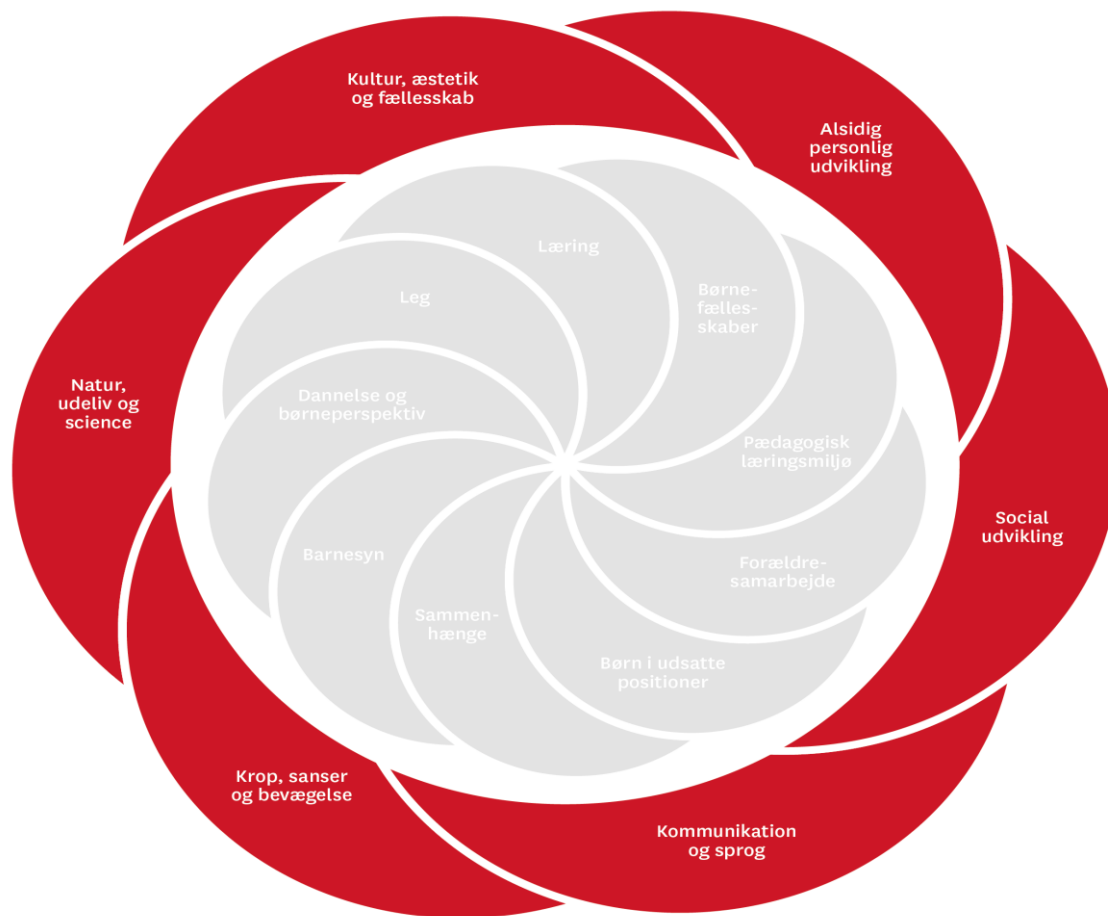 Kultur, æstetik
og fællesskab
Alsidig
personlig
udvikling
Social
udvikling
Kommunikation
og sprog
Krop, sanser
og bevægelse
Natur,
udeliv og
science
Læring
Børne-
fælles-
skaber
Pædagogisk
læringsmiljø
Forældre-
samarbejde
Børn i udsatte
positioner
Sammen-
hænge
Barnesyn
Dannelse og
børneperspektiv
Leg